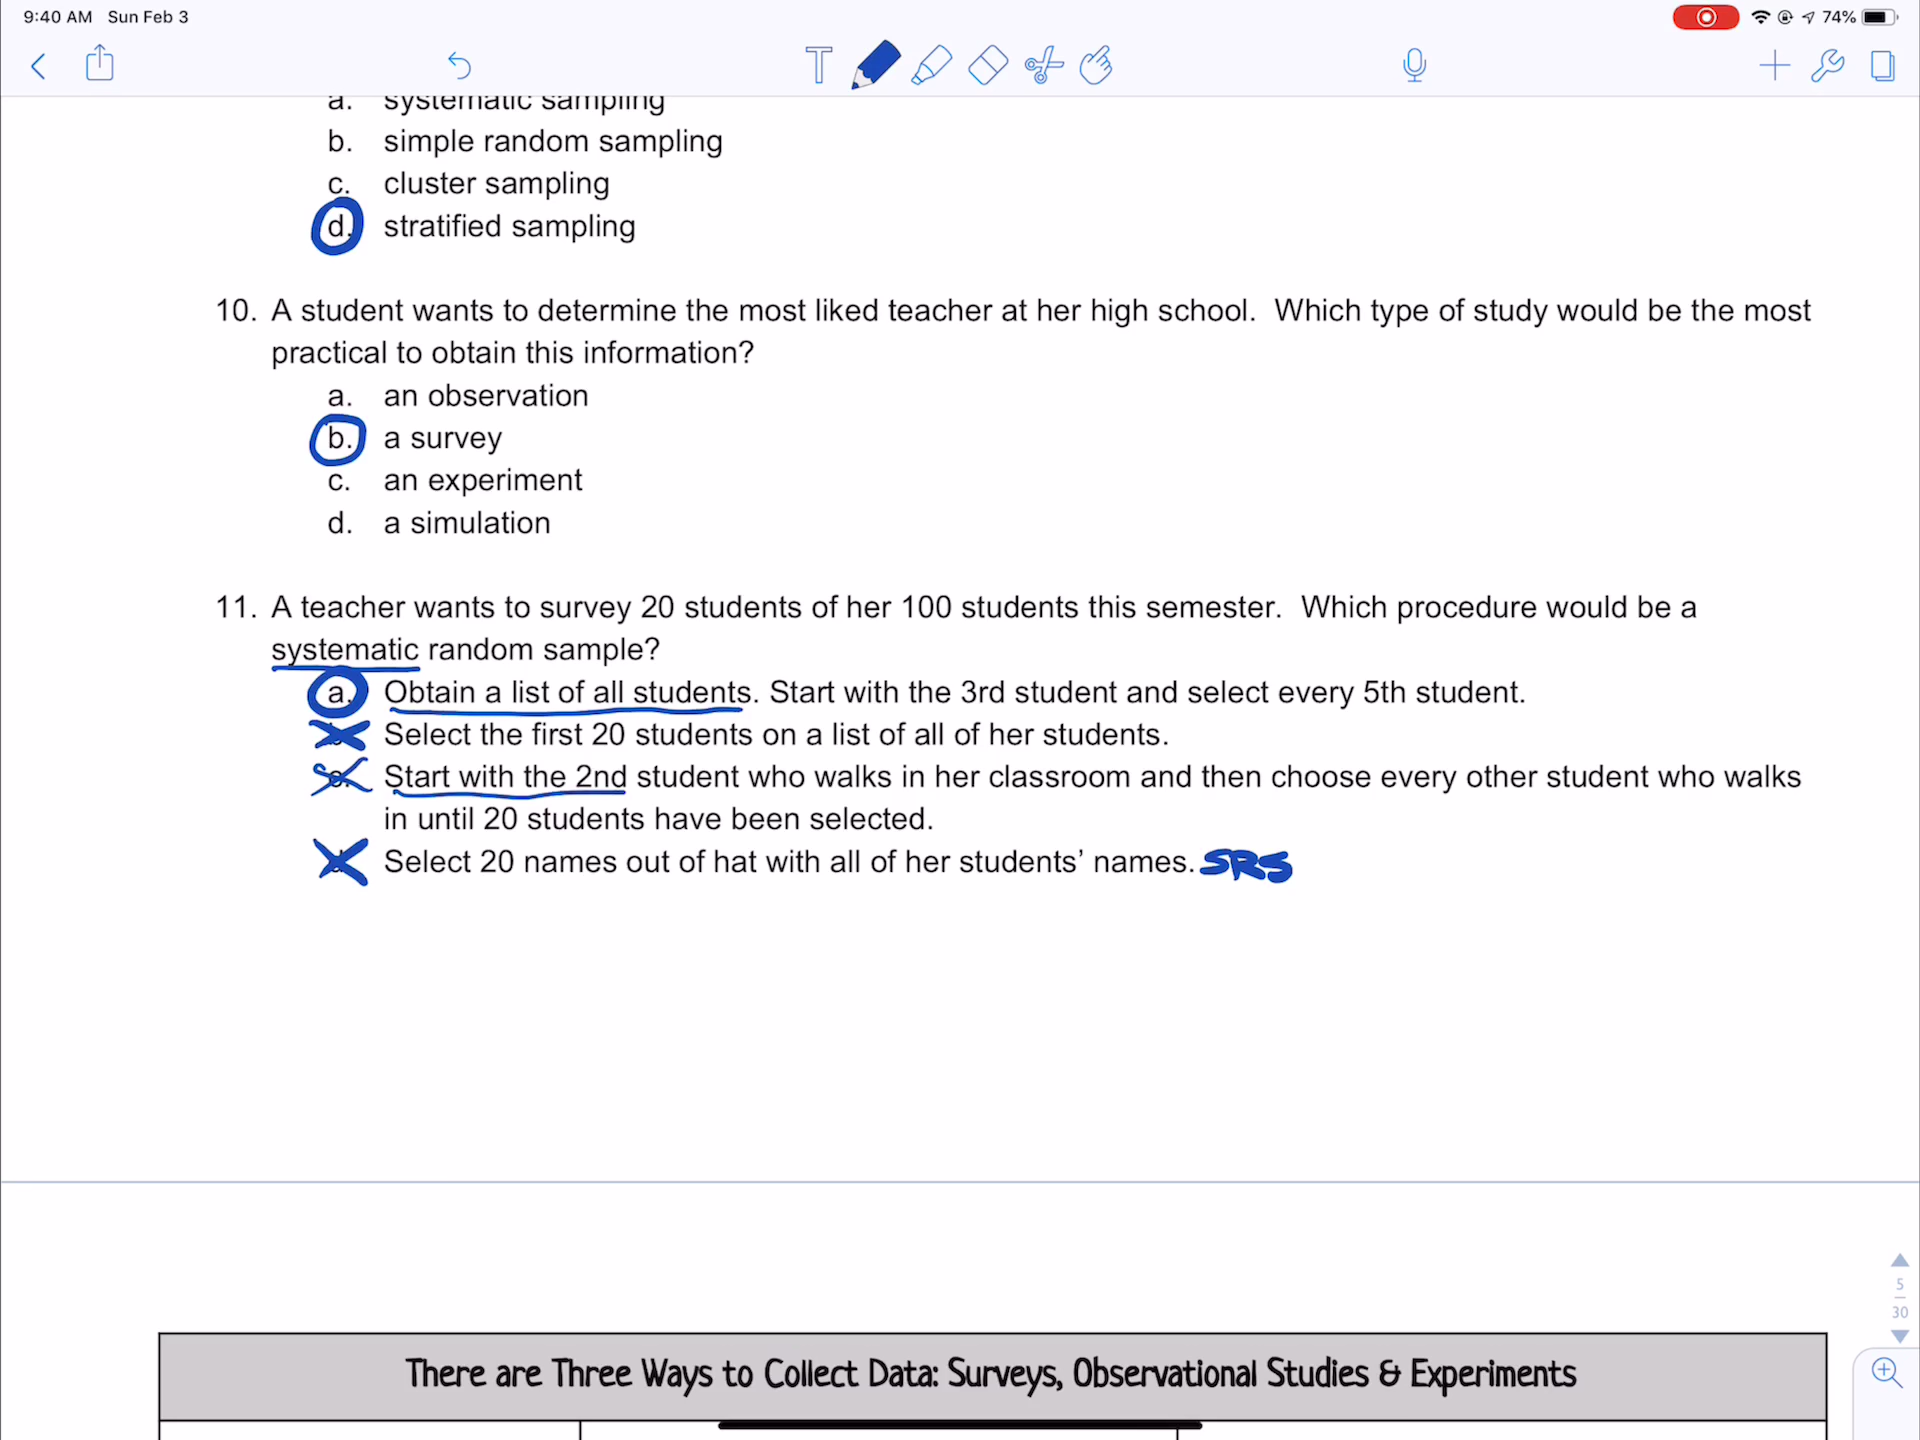 9:40 AM Sun Feb 3 74%
T
a. systematic sampling
b. simple random sampling
c. cluster sampling
d. stratified sampling
10. A student wants to determine the most liked teacher at her high school. Which type of study would be the most
practical to obtain this information?
a. an observation
b. a survey
c. an experiment
d. a simulation
11. A teacher wants to survey 20 students of her 100 students this semester. Which procedure would be a
systematic random sample?
a. Obtain a list of all students. Start with the 3rd student and select every 5th student.
Select the first 20 students on a list of all of her students.
Start with the 2nd student who walks in her classroom and then choose every other student who walks
in until 20 students have been selected.
Select 20 names out of hat with all of her students’ names. SRS
5
30
There are Three Ways to Collect Data: Surveys, Observational Studies & Experiments